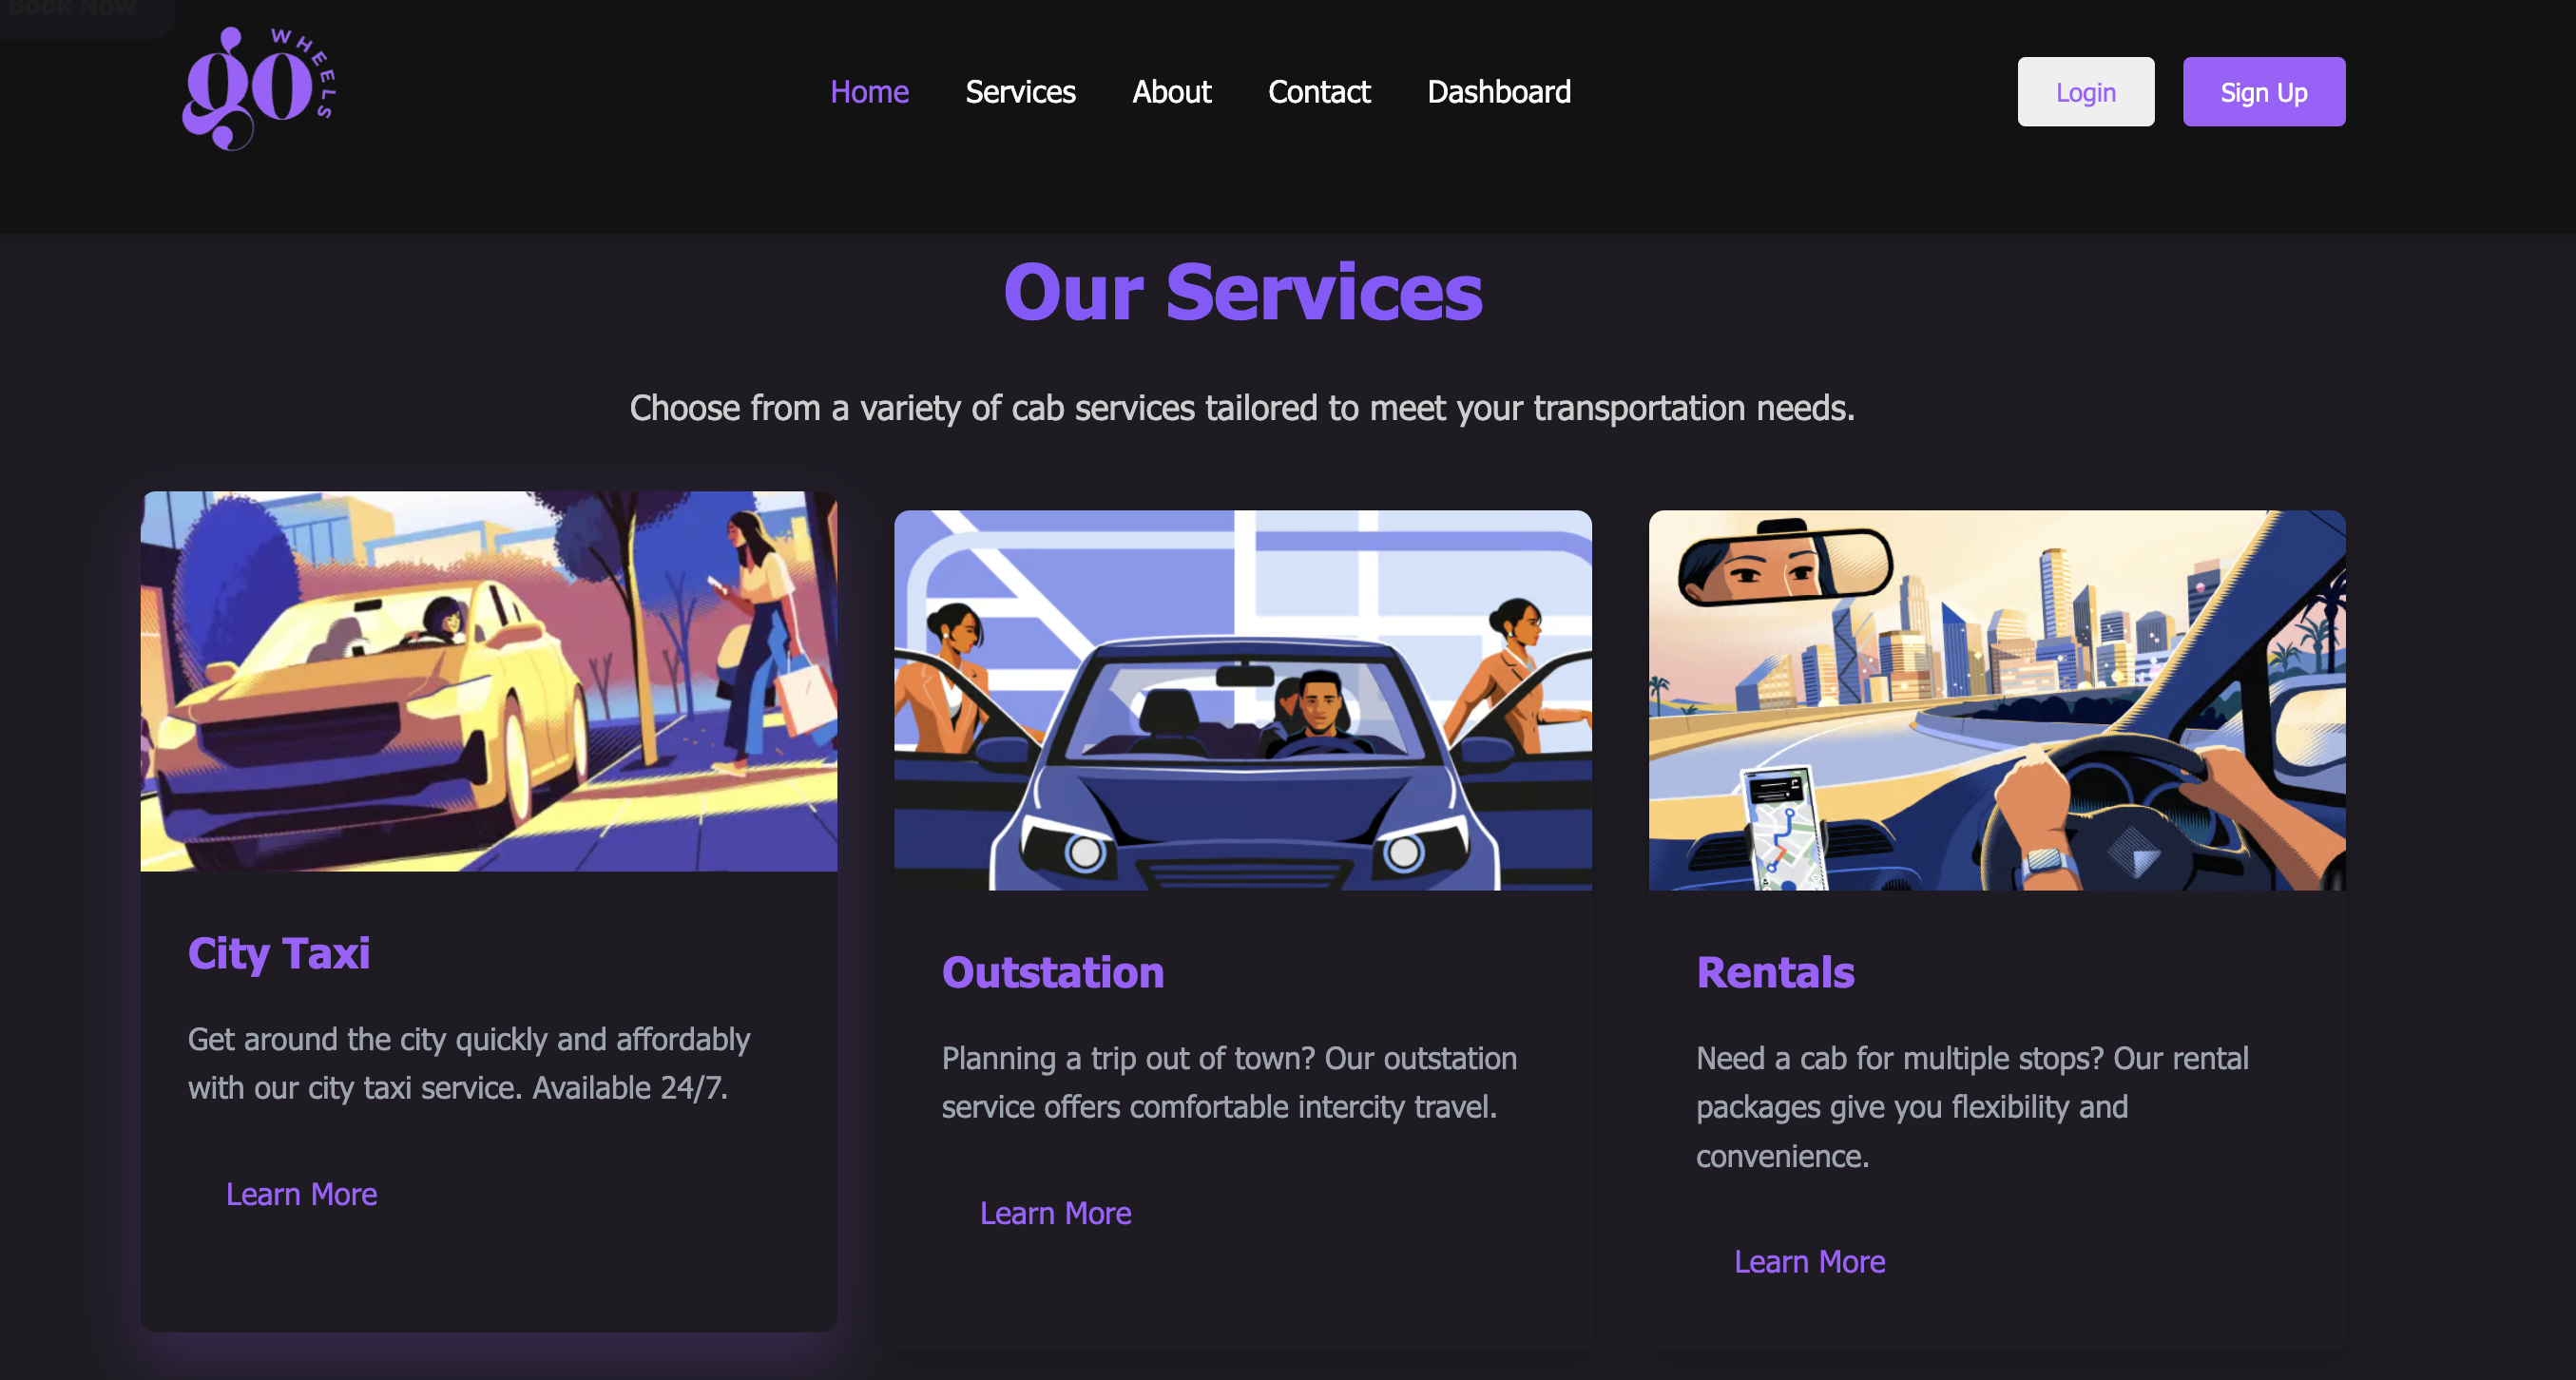 Book Now
go WHEELS
Home Services About Contact Dashboard
Login Sign Up
Our Services
Choose from a variety of cab services tailored to meet your transportation needs.
City Taxi
Get around the city quickly and affordably
with our city taxi service. Available 24/7.
Learn More
Outstation
Planning a trip out of town? Our outstation
service offers comfortable intercity travel.
Learn More
Rentals
Need a cab for multiple stops? Our rental
packages give you flexibility and
convenience.
Learn More